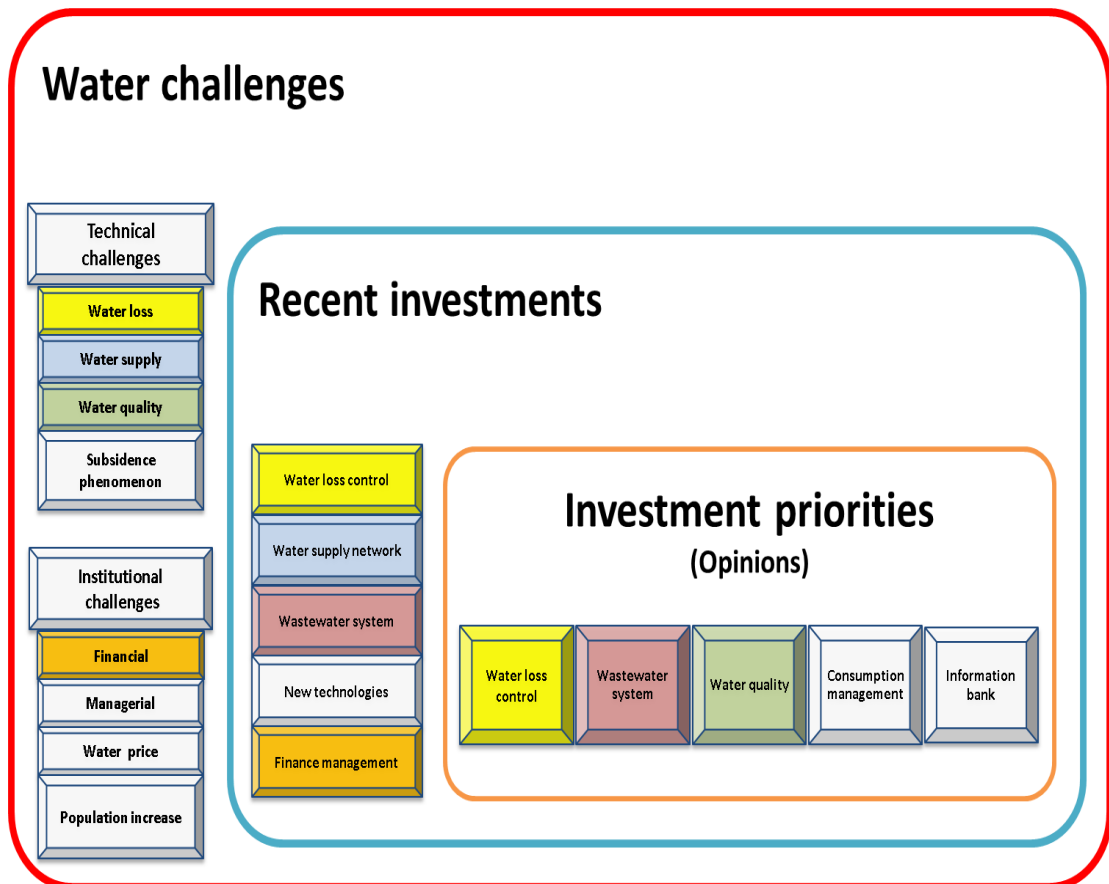 Water challenges
Technical
challenges
Water loss
Water supply
Water quality
Subsidence
phenomenon
Institutional
challenges
Financial
Managerial
Water price
Population increase
Recent investments
Water loss control
Water supply network
Wastewater system
New technologies
Finance management
Investment priorities
(Opinions)
Water loss
control
Wastewater
system
Water quality
Consumption
management
Information
bank